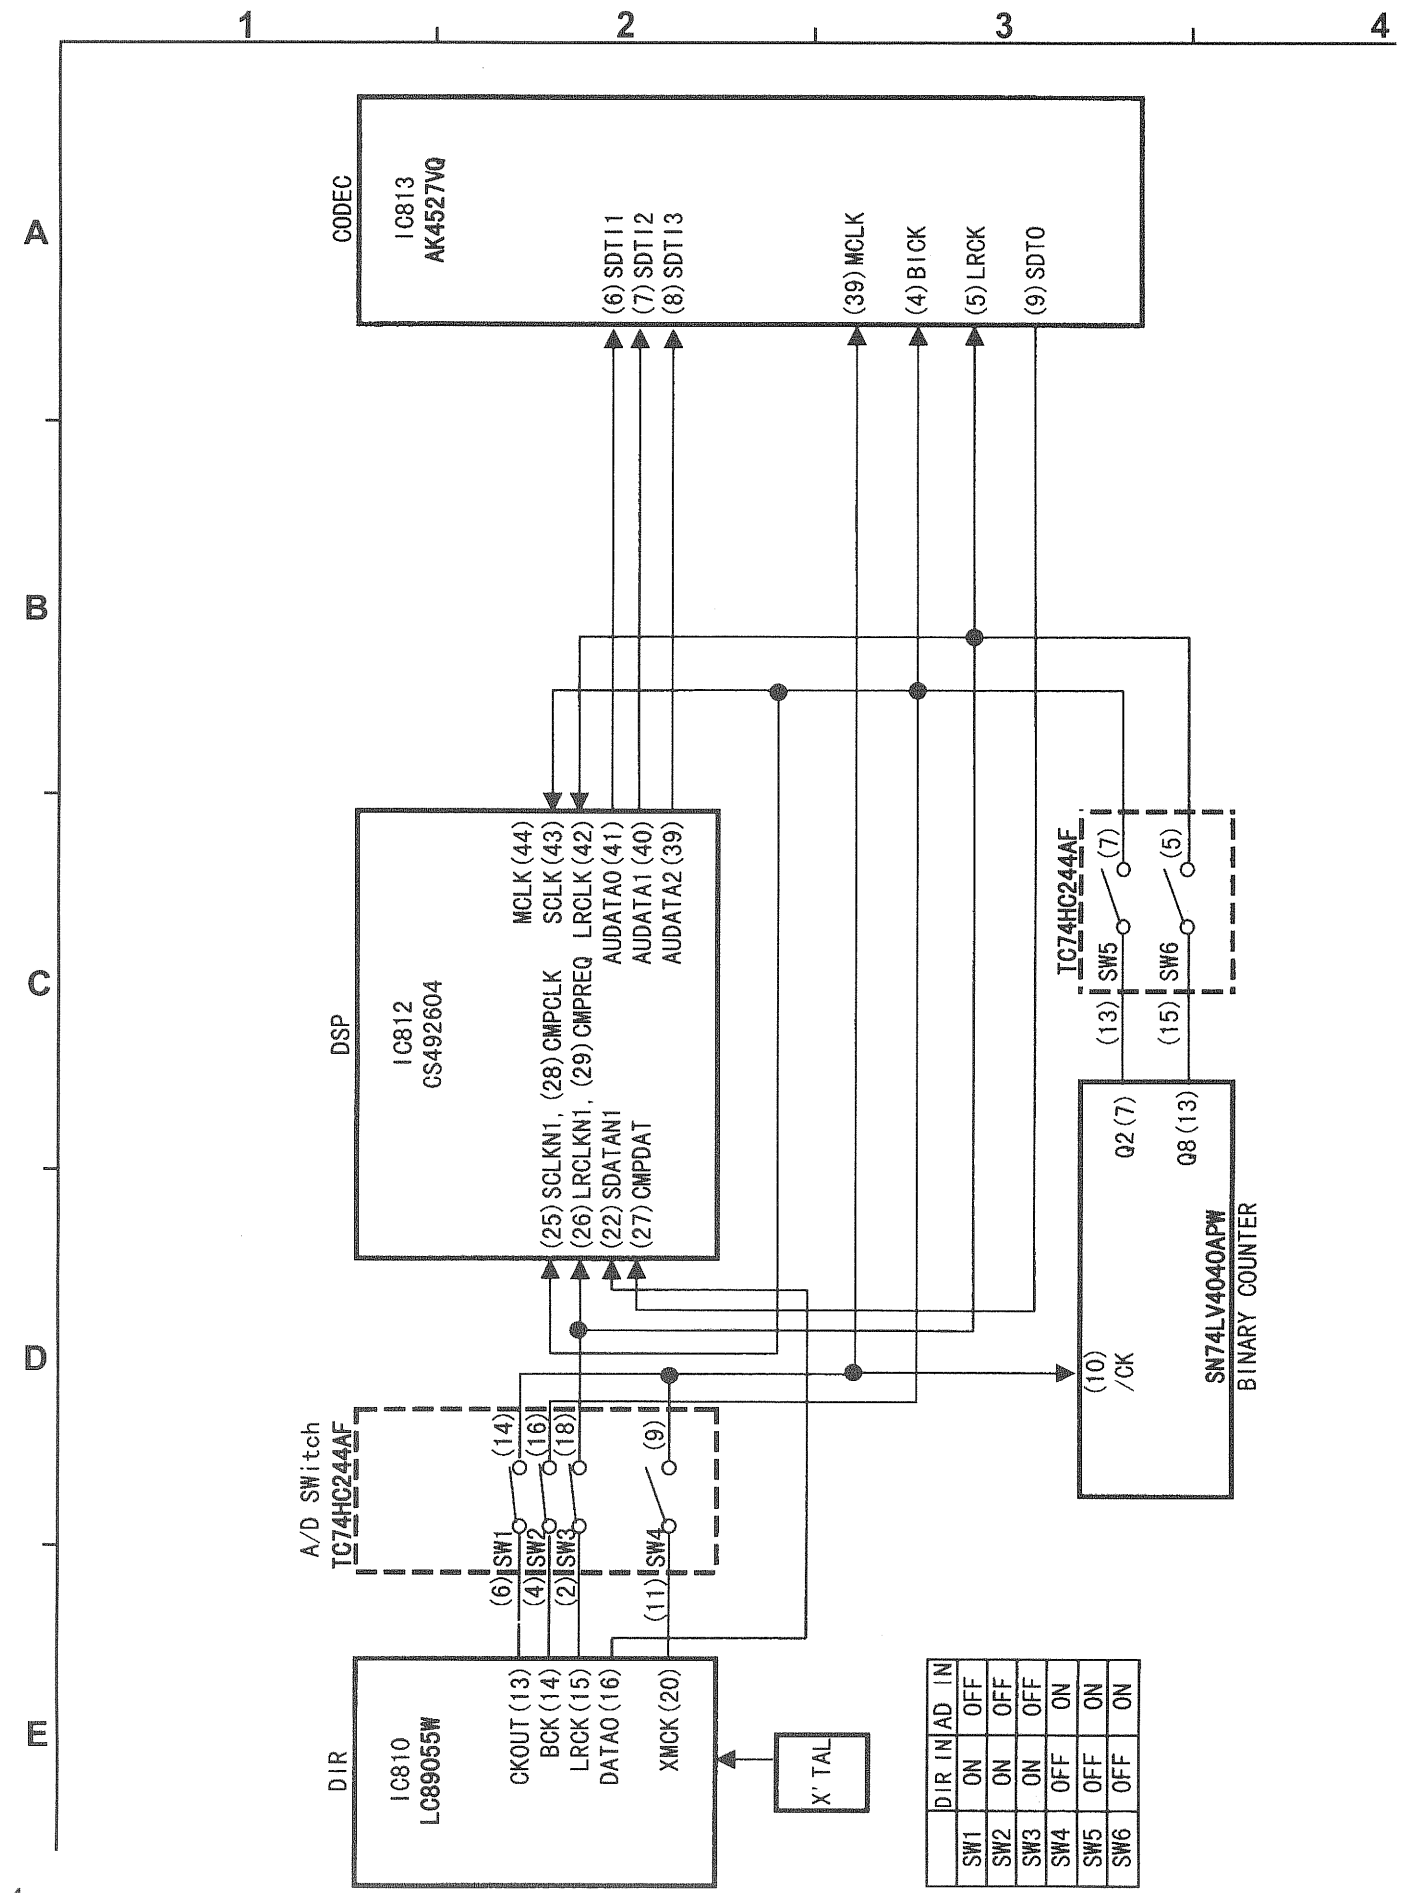 1
2
3
4
A
B
C
D
E
CODEC
IC813
AK4527VQ
(6)SDTI1
(7)SDTI2
(8)SDTI3
(39)MCLK
(4)BICK
(5)LRCK
(9)SDTO
DSP
IC812
CS492604
MCLK(44)
SCLK(43)
LRCLK(42)
AUDATA0(41)
AUDATA1(40)
AUDATA2(39)
(25)SCLKN1, (28)CMPCLK
(26)LRCLKN1, (29)CMPREQ
(22)SDATAN1
(27)CMPDAT
TC74HC244AF
(7)
(5)
SW5
SW6
(13)
(15)
Q2(7)
Q8(13)
(10)
/CK
SN74LV4040APW
BINARY COUNTER
A/D SWitch
TC74HC244AF
(14)
(16)
(18)
(9)
SW1
SW2
SW3
SW4
(6)
(4)
(2)
(11)
DIR
IC810
LC89055W
CKOUT(13)
BCK(14)
LRCK(15)
DATAO(16)
XMCK(20)
X'TAL
DIR IN AD IN
SW1 ON OFF
SW2 ON OFF
SW3 ON OFF
SW4 OFF ON
SW5 OFF ON
SW6 OFF ON